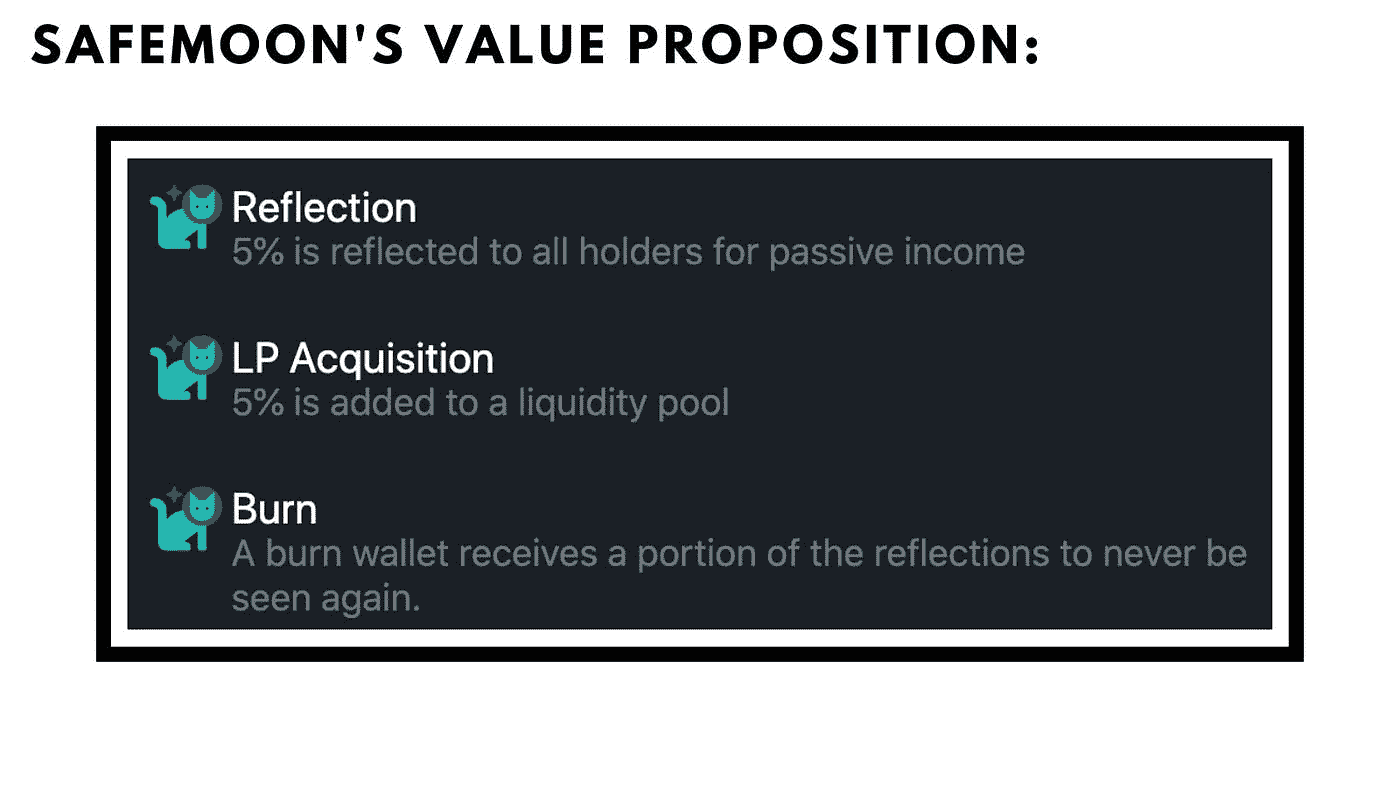 SAFEMOON'S VALUE PROPOSITION:
Reflection
5% is reflected to all holders for passive income
LP Acquisition
5% is added to a liquidity pool
Burn
A burn wallet receives a portion of the reflections to never be
seen again.